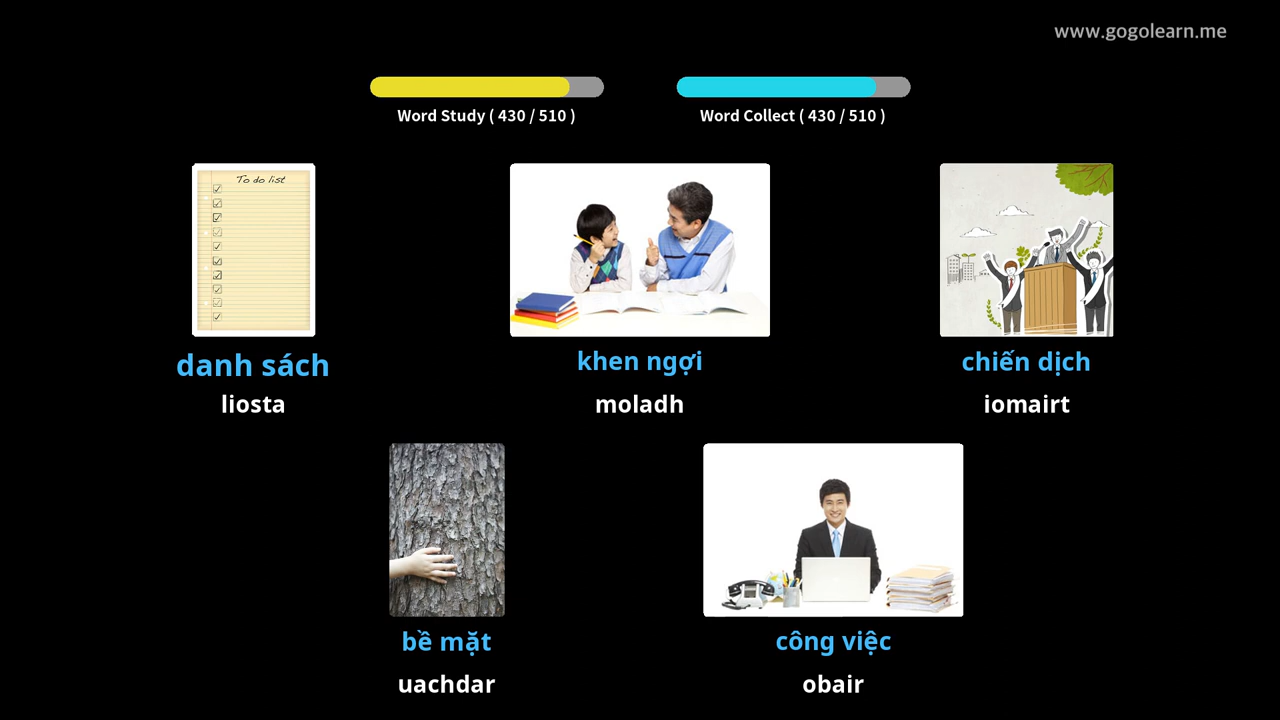 www.gogolearn.me
Word Study ( 430 / 510 )
Word Collect ( 430 / 510 )
To do list
danh sách
liosta
khen ngợi
moladh
chiến dịch
iomairt
bề mặt
uachdar
công việc
obair